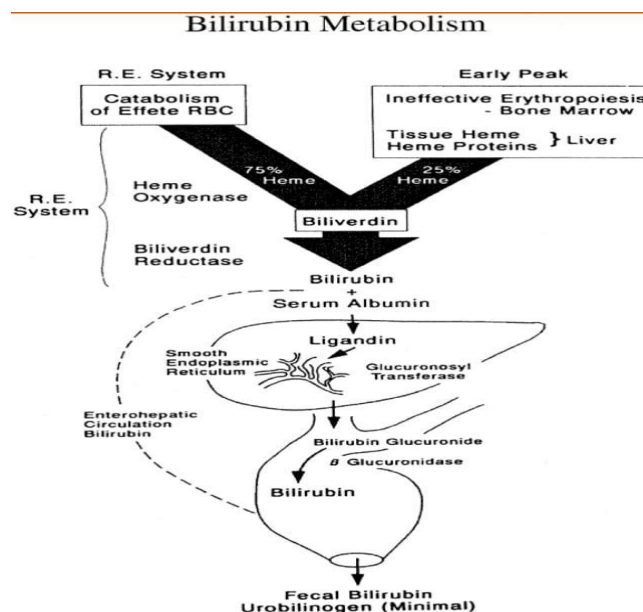 Bilirubin Metabolism
R.E. System
Early Peak
Catabolism
of Effete RBC
Ineffective Erythropoiesis
- Bone Marrow
Tissue Heme
Heme Proteins } Liver
75%
Heme
25%
Heme
R.E.
System
Heme
Oxygenase
Biliverdin
Biliverdin
Reductase
Bilirubin
+
Serum Albumin
Ligandin
Smooth
Endoplasmic
Reticulum
Glucuronosyl
Transferase
Enterohepatic
Circulation
Bilirubin
Bilirubin Glucuronide
β Glucuronidase
Bilirubin
Fecal Bilirubin
Urobilinogen (Minimal)